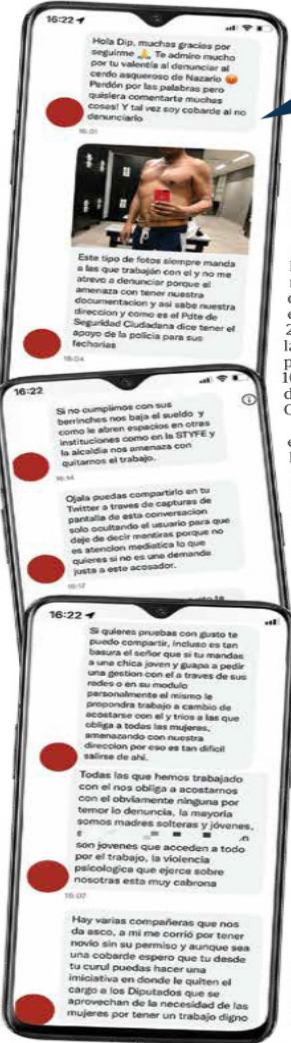 16:22
Hola Dip, muchas gracias por
seguirme 🙏 Te admiro mucho
por tu valentía al denunciar al
cerdo asqueroso de Nazario 😡
Perdón por las palabras pero
quisiera comentarte muchas
cosas! Y tal vez soy cobarde al no
denunciarlo
16:01
Este tipo de fotos siempre manda
a las que trabaján con el y no me
atrevo a denunciar porque el
amenaza con tener nuestra
documentacion y asi sabe nuestra
direccion y como es el Pdte de
Seguridad Ciudadana dice tener el
apoyo de la policia para sus
fechorias
16:04
16:22
Si no cumplimos con sus
berrinches nos baja el sueldo y
como le abren espacios en otras
instituciones como en la STYFE y
la alcaldia nos amenaza con
quitarnos el trabajo.
16:14
Ojala puedas compartirlo en tu
Twitter a traves de capturas de
pantalla de esta conversacion
solo ocultando el usuario para que
deje de decir mentiras porque no
es atencion mediatica lo que
quieres si no es una demande
justa a este acosador.
16:17
16:22
Si quieres pruebas con gusto te
puedo compartir, incluso es tan
basura el señor que si tu mandas
a una chica joven y guapa a pedir
una gestion con el a traves de sus
redes o en su modulo
personalmente el mismo le
propondra trabajo a cambio de
acostarse con el y trios a las que
obliga a todas las mujeres,
amenazando con nuestra
direccion por eso es tan dificil
salirse de ahi.
Todas las que hemos trabajado
con el nos obliga a acostarnos
con el obviamente ninguna por
temor lo denuncia, la mayoria
somos madres solteras y jóvenes,
son jovenes que acceden a todo
por el trabajo, la violencia
psicologica que ejerce sobre
nosotras esta muy cabrona
16:07
Hay varias compañeras que nos
da asco, a mi me corrió por tener
novio sin su permiso y aunque sea
una cobarde espero que tu desde
tu curul puedas hacer una
iniciativa en donde le quiten el
cargo a los Diputados que se
aprovechan de la necesidad de las
mujeres por tener un trabajo digno